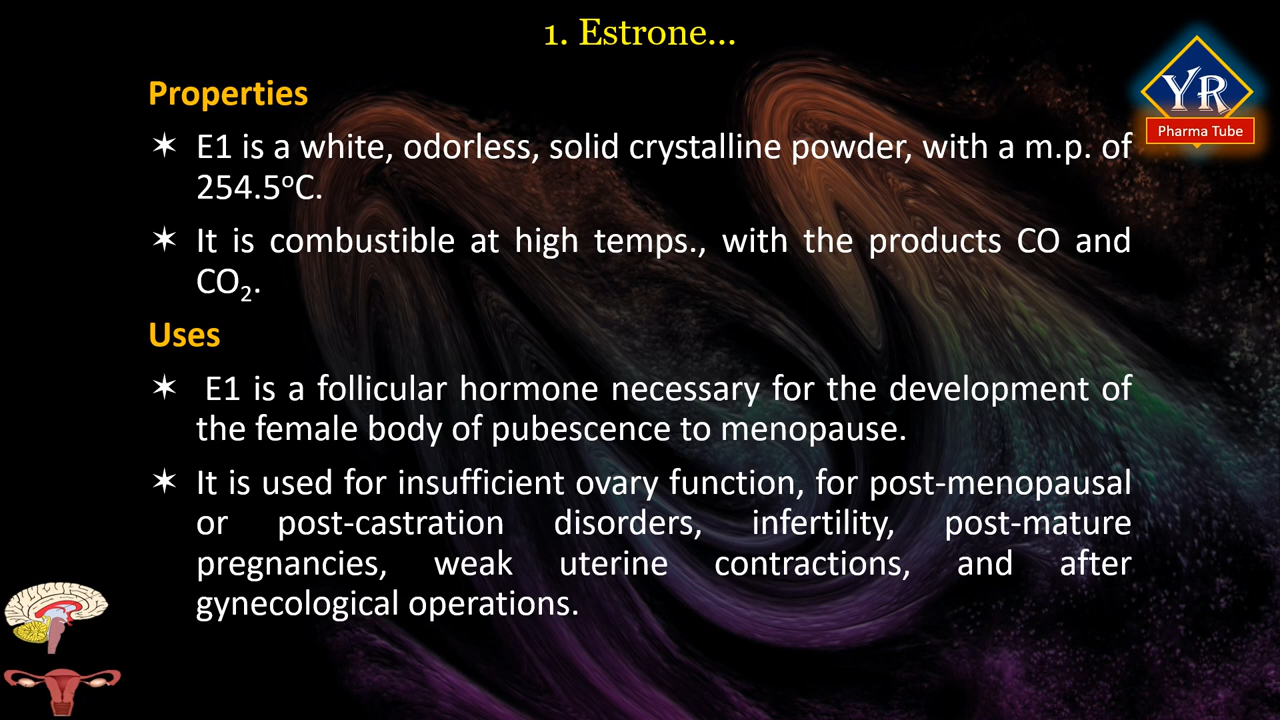 1. Estrone...
YR
Pharma Tube
Properties
✶ E1 is a white, odorless, solid crystalline powder, with a m.p. of
254.5ºC.
✶ It is combustible at high temps., with the products CO and
CO₂.
Uses
✶ E1 is a follicular hormone necessary for the development of
the female body of pubescence to menopause.
✶ It is used for insufficient ovary function, for post-menopausal
or post-castration disorders, infertility, post-mature
pregnancies, weak uterine contractions, and after
gynecological operations.